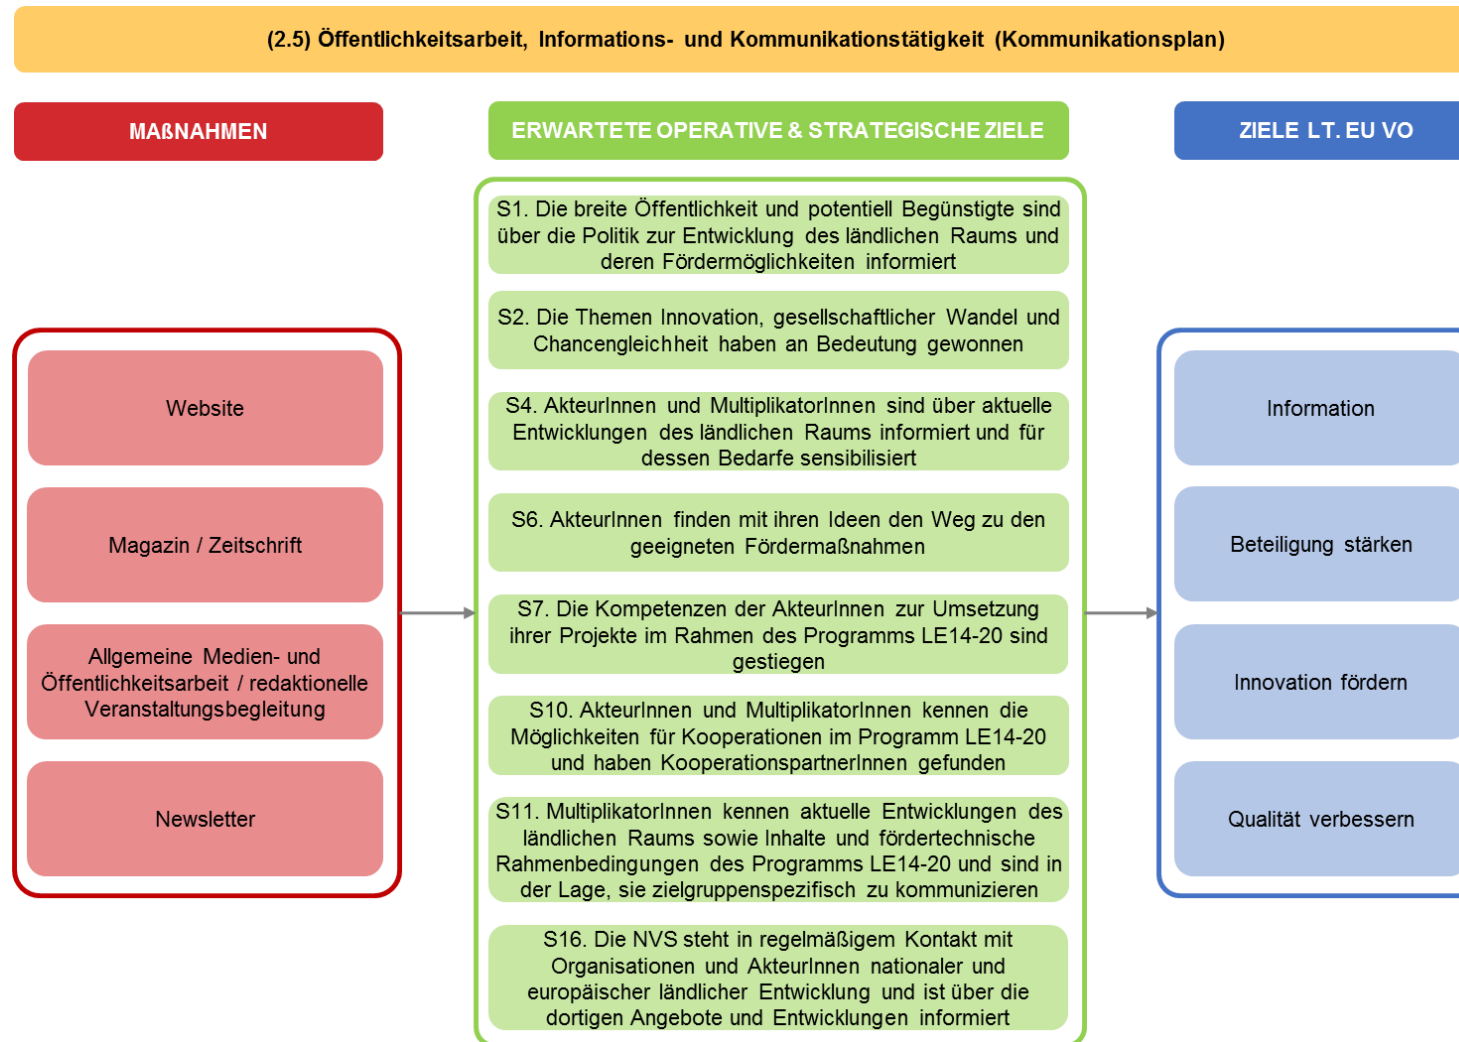 (2.5) Öffentlichkeitsarbeit, Informations- und Kommunikationstätigkeit (Kommunikationsplan)
MAßNAHMEN
Website
Magazin / Zeitschrift
Allgemeine Medien- und
Öffentlichkeitsarbeit / redaktionelle
Veranstaltungsbegleitung
Newsletter
ERWARTETE OPERATIVE & STRATEGISCHE ZIELE
S1. Die breite Öffentlichkeit und potentiell Begünstigte sind
über die Politik zur Entwicklung des ländlichen Raums und
deren Fördermöglichkeiten informiert
S2. Die Themen Innovation, gesellschaftlicher Wandel und
Chancengleichheit haben an Bedeutung gewonnen
S4. AkteurInnen und MultiplikatorInnen sind über aktuelle
Entwicklungen des ländlichen Raums informiert und für
dessen Bedarfe sensibilisiert
S6. AkteurInnen finden mit ihren Ideen den Weg zu den
geeigneten Fördermaßnahmen
S7. Die Kompetenzen der AkteurInnen zur Umsetzung
ihrer Projekte im Rahmen des Programms LE14-20 sind
gestiegen
S10. AkteurInnen und MultiplikatorInnen kennen die
Möglichkeiten für Kooperationen im Programm LE14-20
und haben KooperationspartnerInnen gefunden
S11. MultiplikatorInnen kennen aktuelle Entwicklungen des
ländlichen Raums sowie Inhalte und fördertechnische
Rahmenbedingungen des Programms LE14-20 und sind in
der Lage, sie zielgruppenspezifisch zu kommunizieren
S16. Die NVS steht in regelmäßigem Kontakt mit
Organisationen und AkteurInnen nationaler und
europäischer ländlicher Entwicklung und ist über die
dortigen Angebote und Entwicklungen informiert
ZIELE LT. EU VO
Information
Beteiligung stärken
Innovation fördern
Qualität verbessern